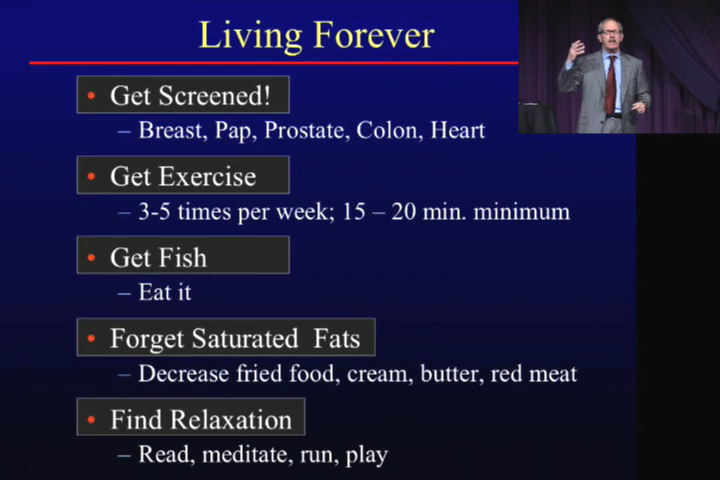 Living Forever
• Get Screened!
– Breast, Pap, Prostate, Colon, Heart
• Get Exercise
– 3-5 times per week; 15 – 20 min. minimum
• Get Fish
– Eat it
• Forget Saturated Fats
– Decrease fried food, cream, butter, red meat
• Find Relaxation
– Read, meditate, run, play